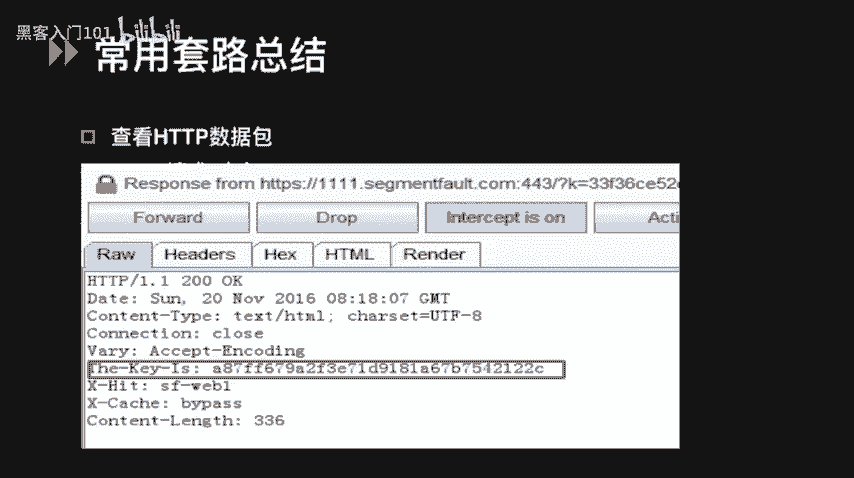 黑客入门101 bilibili
常用套路总结
查看HTTP数据包
Response from https://1111.segmentfault.com:443/?k=33f36ce52
Forward Drop Intercept is on Acti
Raw Headers Hex HTML Render
HTTP/1.1 200 OK
Date: Sun, 20 Nov 2016 08:18:07 GMT
Content-Type: text/html; charset=UTF-8
Connection: close
Vary: Accept-Encoding
The-Key-Is: a87ff679a2f3e71d9181a67b7542122c
X-Hit: sf-web1
X-Cache: bypass
Content-Length: 336